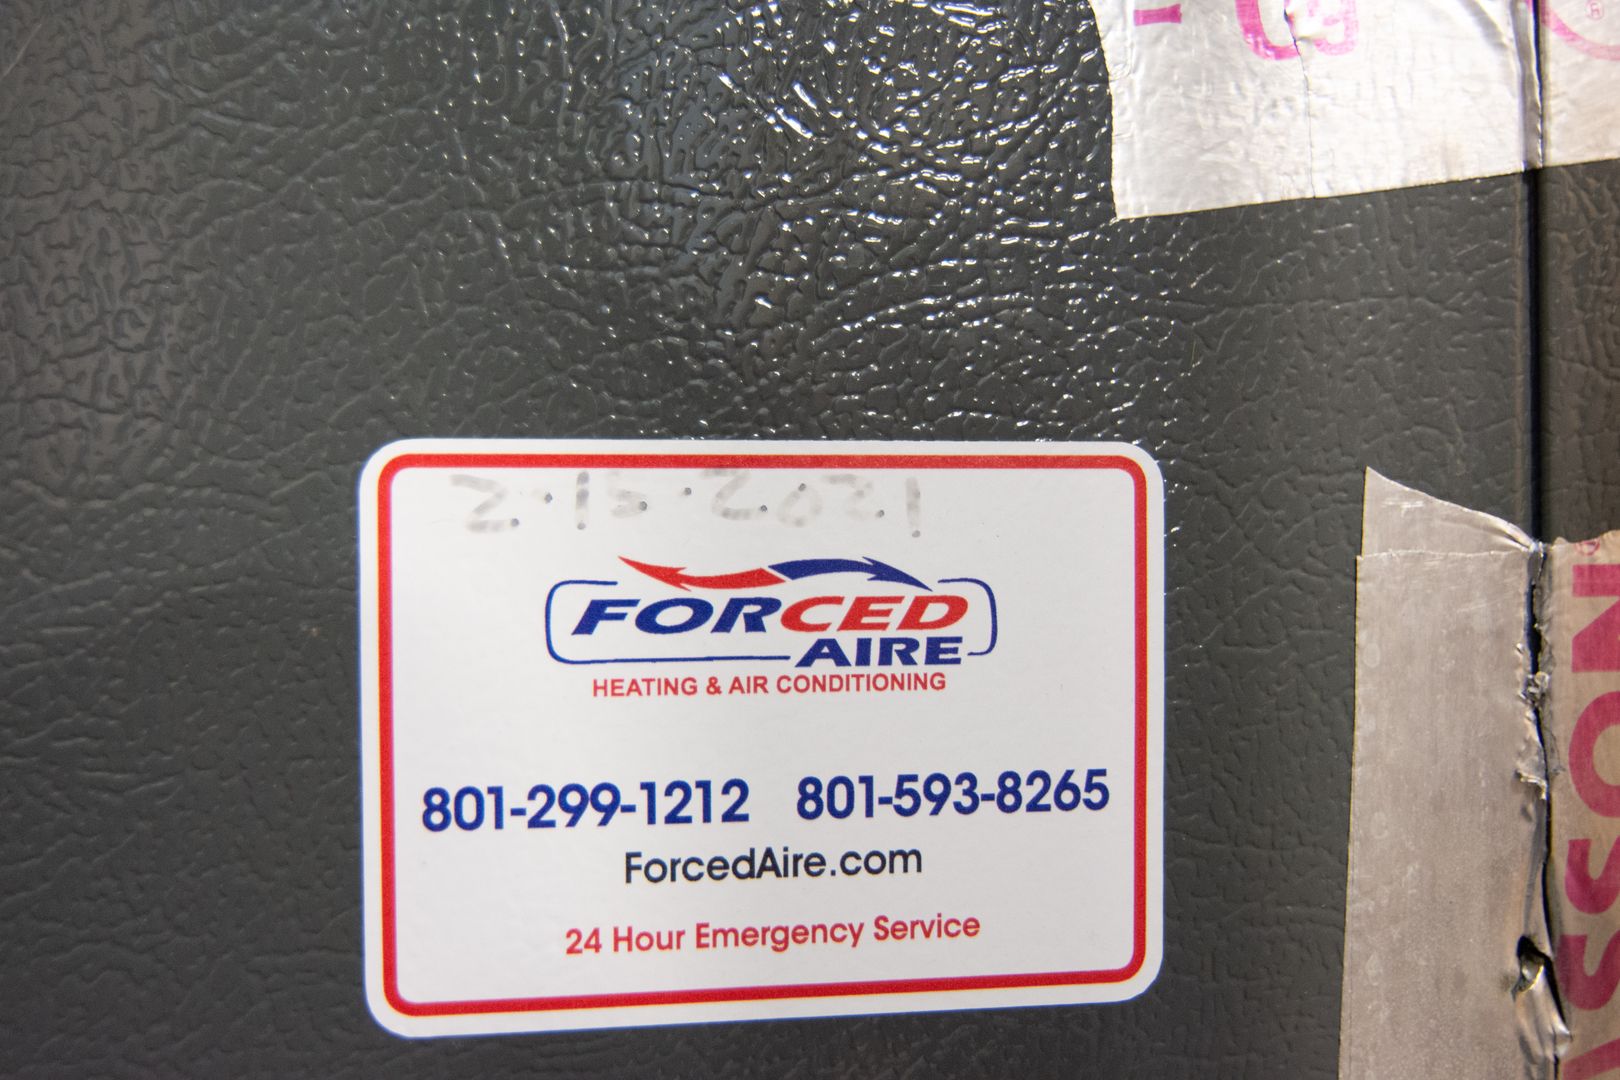 2.15.2021
FORCED
AIRE
HEATING & AIR CONDITIONING
801-299-1212 801-593-8265
ForcedAire.com
24 Hour Emergency Service